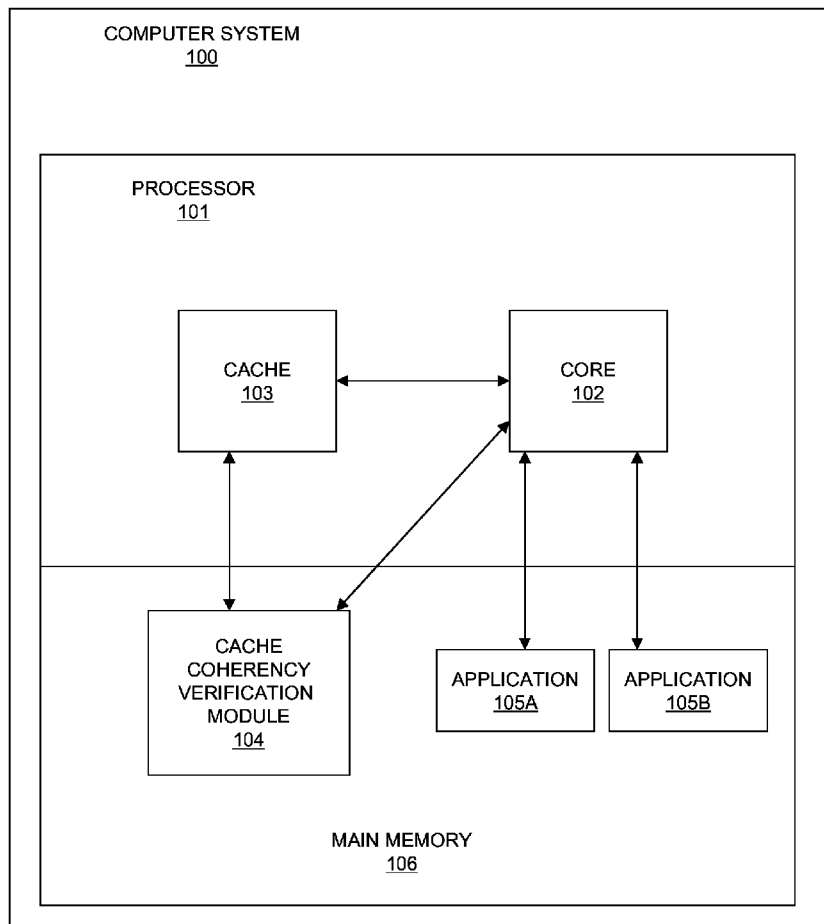 COMPUTER SYSTEM
100
PROCESSOR
101
CACHE
103
CORE
102
CACHE
COHERENCY
VERIFICATION
MODULE
104
APPLICATION
105A
APPLICATION
105B
MAIN MEMORY
106